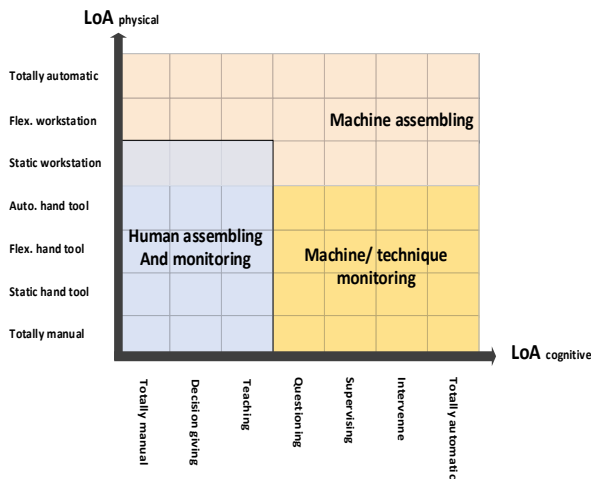 LoA physical
Totally automatic
Flex. workstation
Machine assembling
Static workstation
Auto. hand tool
Human assembling
And monitoring
Flex. hand tool
Machine/ technique
monitoring
Static hand tool
Totally manual
LoA cognitive
Totally manual
Decision giving
Teaching
Questioning
Supervising
Intervenne
Totally automatic